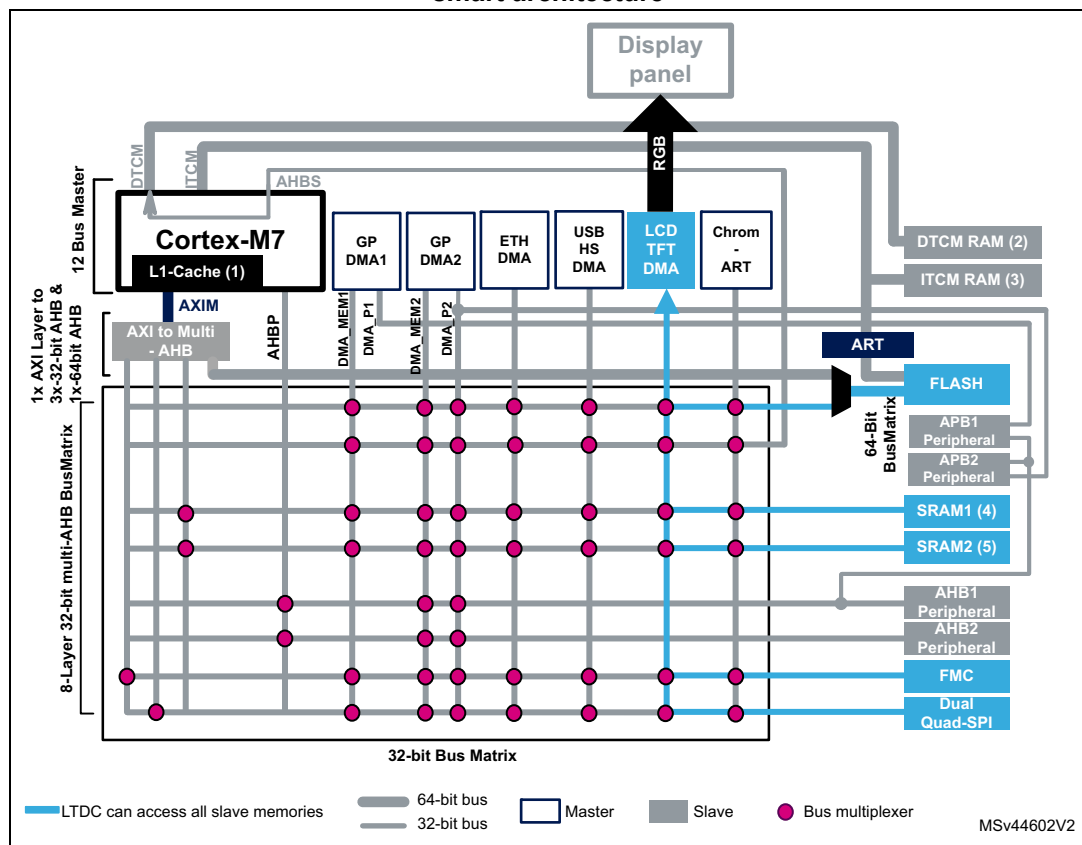 smart architecture
Display
panel
RGB
DTCM
ITCM
AHBS
12 Bus Master
Cortex-M7
L1-Cache (1)
GP
DMA1
GP
DMA2
ETH
DMA
USB
HS
DMA
LCD
TFT
DMA
Chrom
- ART
DTCM RAM (2)
ITCM RAM (3)
AXIM
AXI to Multi
- AHB
1x AXI Layer to
3x-32-bit AHB &
1x-64bit AHB
AHBP
DMA_MEM1
DMA_P1
DMA_MEM2
DMA_P2
ART
FLASH
64-Bit
BusMatrix
APB1
Peripheral
APB2
Peripheral
8-Layer 32-bit multi-AHB BusMatrix
SRAM1 (4)
SRAM2 (5)
AHB1
Peripheral
AHB2
Peripheral
FMC
Dual
Quad-SPI
32-bit Bus Matrix
LTDC can access all slave memories
64-bit bus
32-bit bus
Master
Slave
Bus multiplexer
MSv44602V2